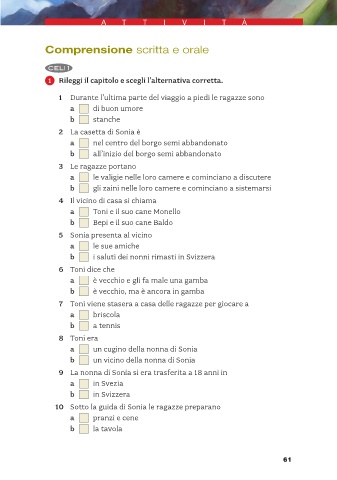 ATTIVITÀ
Comprensione scritta e orale
CELI 1
1 Rileggi il capitolo e scegli l'alternativa corretta.
1 Durante l'ultima parte del viaggio a piedi le ragazze sono
a di buon umore
b stanche
2 La casetta di Sonia è
a nel centro del borgo semi abbandonato
b all'inizio del borgo semi abbandonato
3 Le ragazze portano
a le valigie nelle loro camere e cominciano a discutere
b gli zaini nelle loro camere e cominciano a sistemarsi
4 Il vicino di casa si chiama
a Toni e il suo cane Monello
b Bepi e il suo cane Baldo
5 Sonia presenta al vicino
a le sue amiche
b i saluti dei nonni rimasti in Svizzera
6 Toni dice che
a è vecchio e gli fa male una gamba
b è vecchio, ma è ancora in gamba
7 Toni viene stasera a casa delle ragazze per giocare a
a briscola
b a tennis
8 Toni era
a un cugino della nonna di Sonia
b un vicino della nonna di Sonia
9 La nonna di Sonia si era trasferita a 18 anni in
a in Svezia
b in Svizzera
10 Sotto la guida di Sonia le ragazze preparano
a pranzi e cene
b la tavola
61